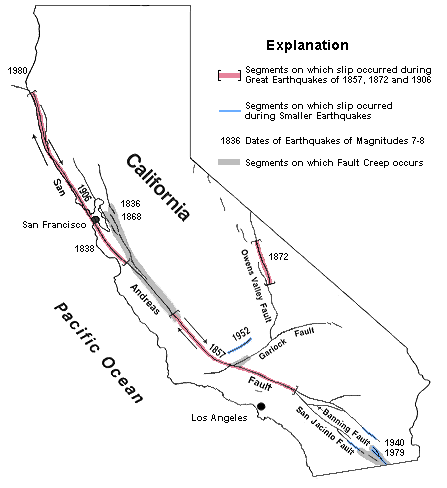 Explanation
Segments on which slip occurred during
Great Earthquakes of 1857, 1872 and 1906
Segments on which slip ocurred
during Smaller Earthquakes
1836 Dates of Earthquakes of Magnitudes 7-8
Segments on which Fault Creep occurs
1980
California
San
1906
1836
1868
San Francisco
1838
1872
Owens Valley Fault
Andreas
Pacific Ocean
1952
1857
Garlock Fault
Fault
Los Angeles
Banning Fault
San Jacinto Fault
1940
1979